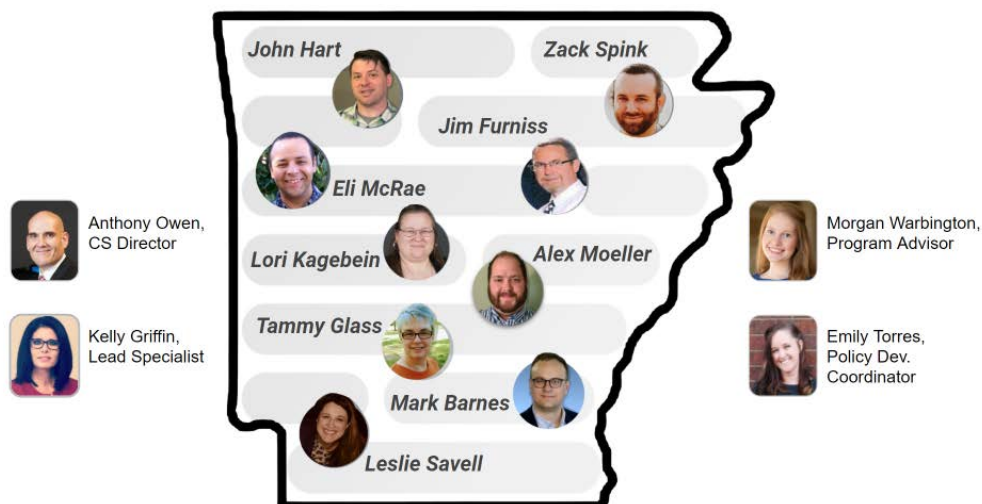 John Hart
Zack Spink
Jim Furniss
Eli McRae
Anthony Owen,
CS Director
Morgan Warbington,
Program Advisor
Lori Kagebein
Alex Moeller
Tammy Glass
Kelly Griffin,
Lead Specialist
Emily Torres,
Policy Dev.
Coordinator
Mark Barnes
Leslie Savell